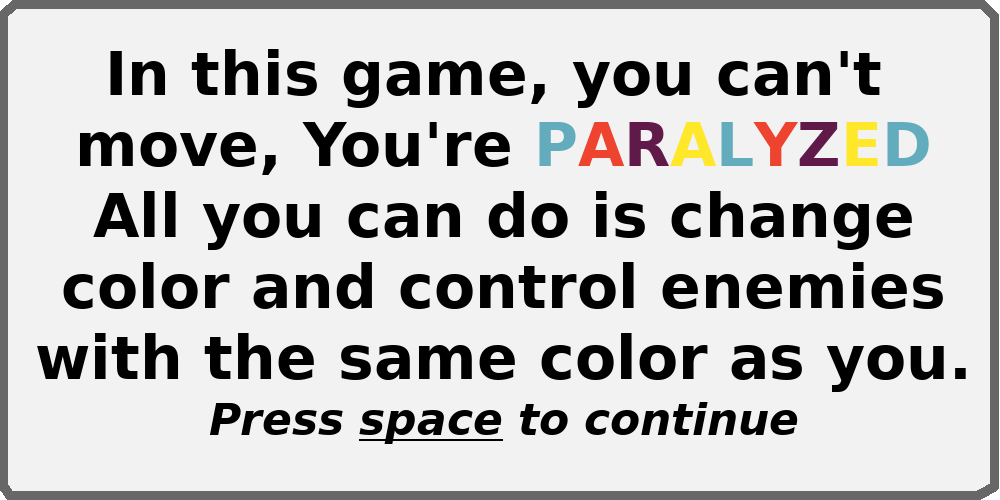 In this game, you can't
move, You're PARALYZED
All you can do is change
color and control enemies
with the same color as you.
Press space to continue